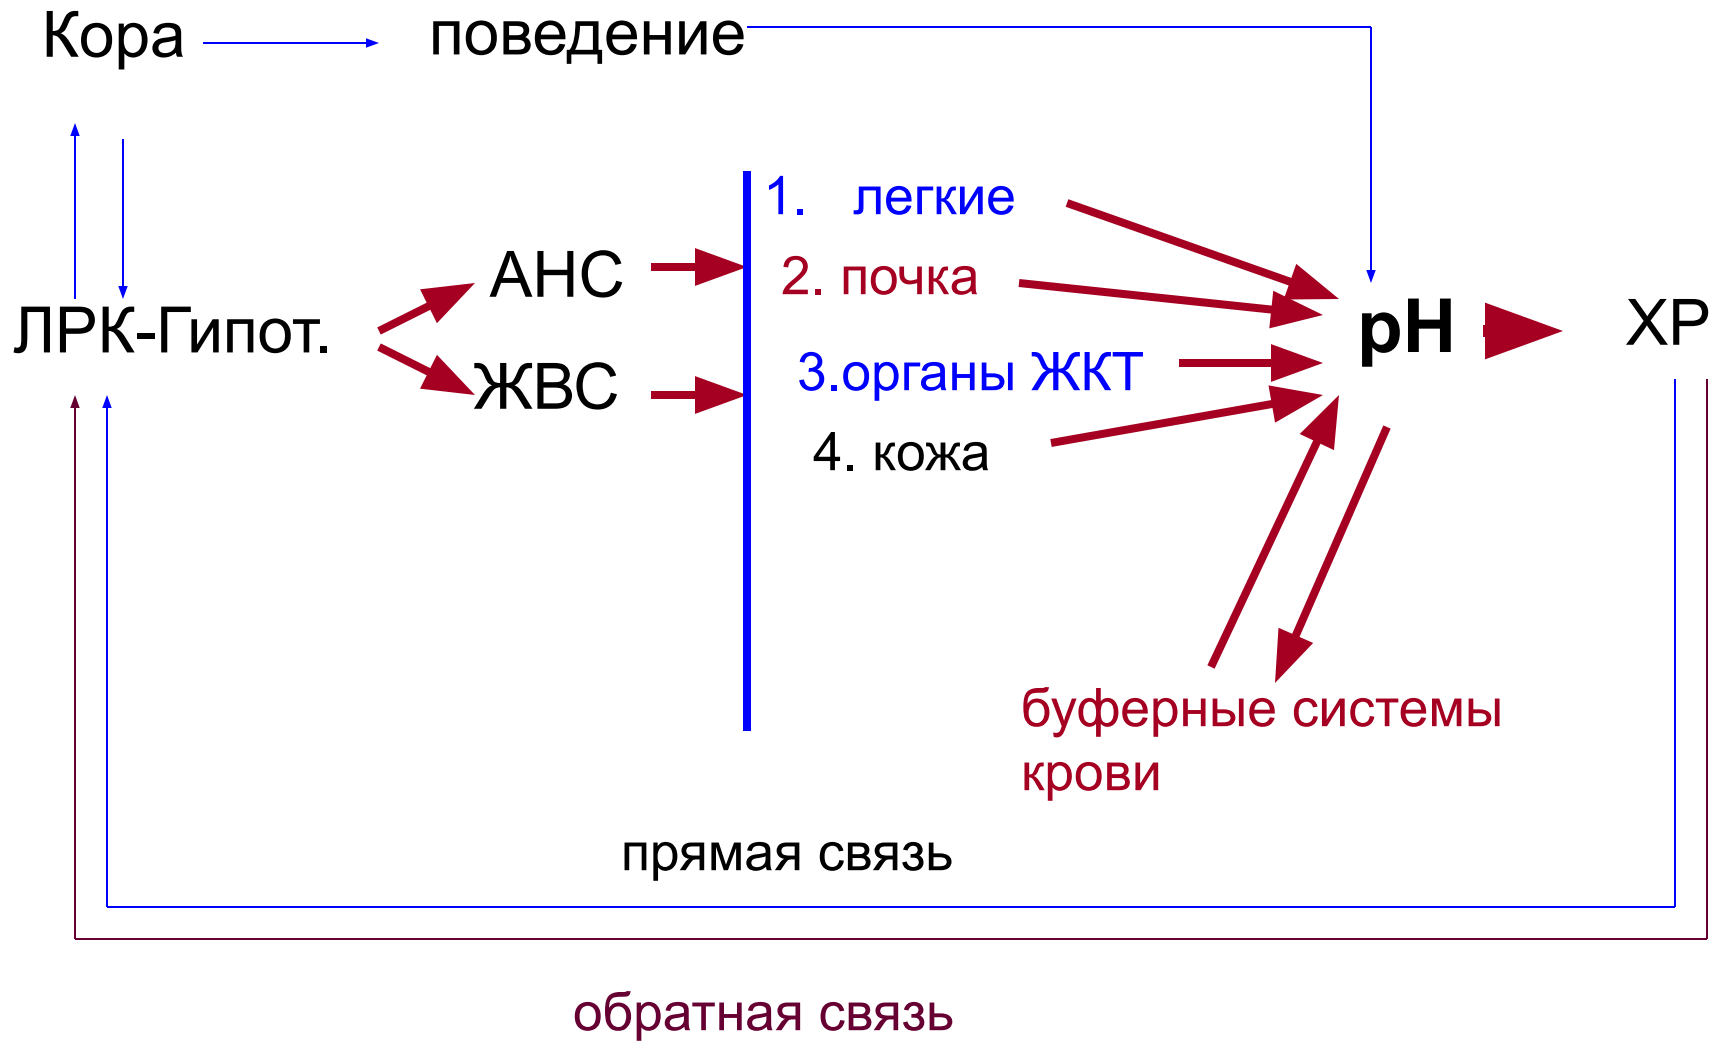 Кора
поведение
1. легкие
АНС
2. почка
ЛРК-Гипот.
рН
ХР
ЖВС
3.органы ЖКТ
4. кожа
буферные системы
крови
прямая связь
обратная связь